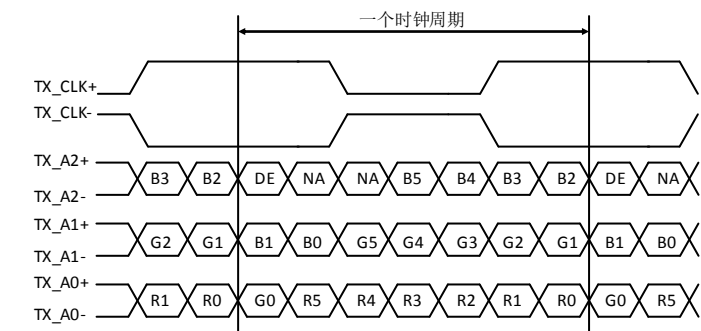 一个时钟周期
TX_CLK+
TX_CLK-
TX_A2+
B3 B2 DE NA NA B5 B4 B3 B2 DE NA
TX_A2-
TX_A1+
G2 G1 B1 B0 G5 G4 G3 G2 G1 B1 B0
TX_A1-
TX_A0+
R1 R0 G0 R5 R4 R3 R2 R1 R0 G0 R5
TX_A0-